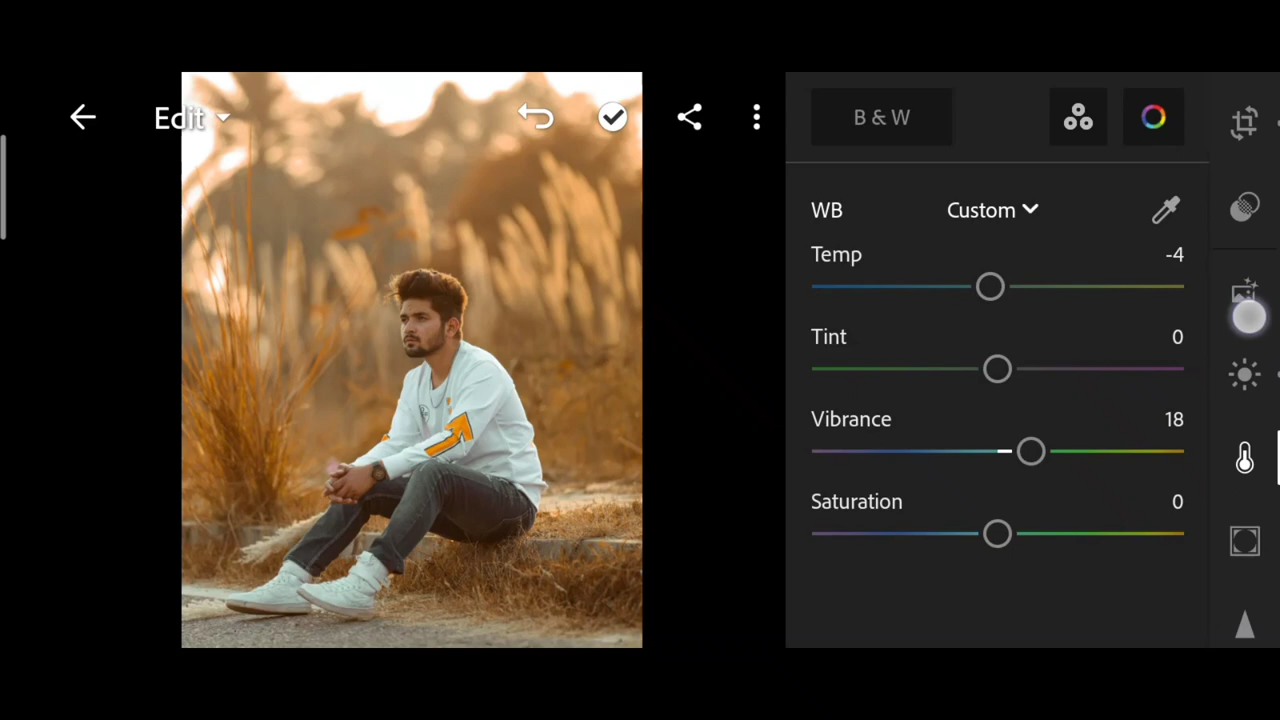 Edit
B & W
WB Custom
Temp -4
Tint 0
Vibrance 18
Saturation 0